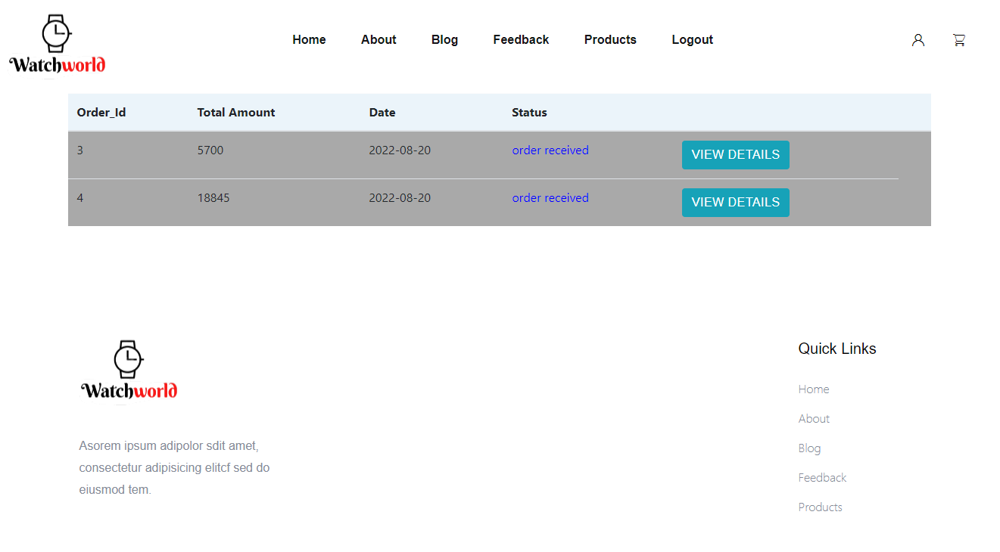 Watchworld
Home About Blog Feedback Products Logout
Order_Id Total Amount Date Status
3 5700 2022-08-20 order received VIEW DETAILS
4 18845 2022-08-20 order received VIEW DETAILS
Watchworld
Asorem ipsum adipolor sdit amet,
consectetur adipisicing elitcf sed do
eiusmod tem.
Quick Links
Home
About
Blog
Feedback
Products